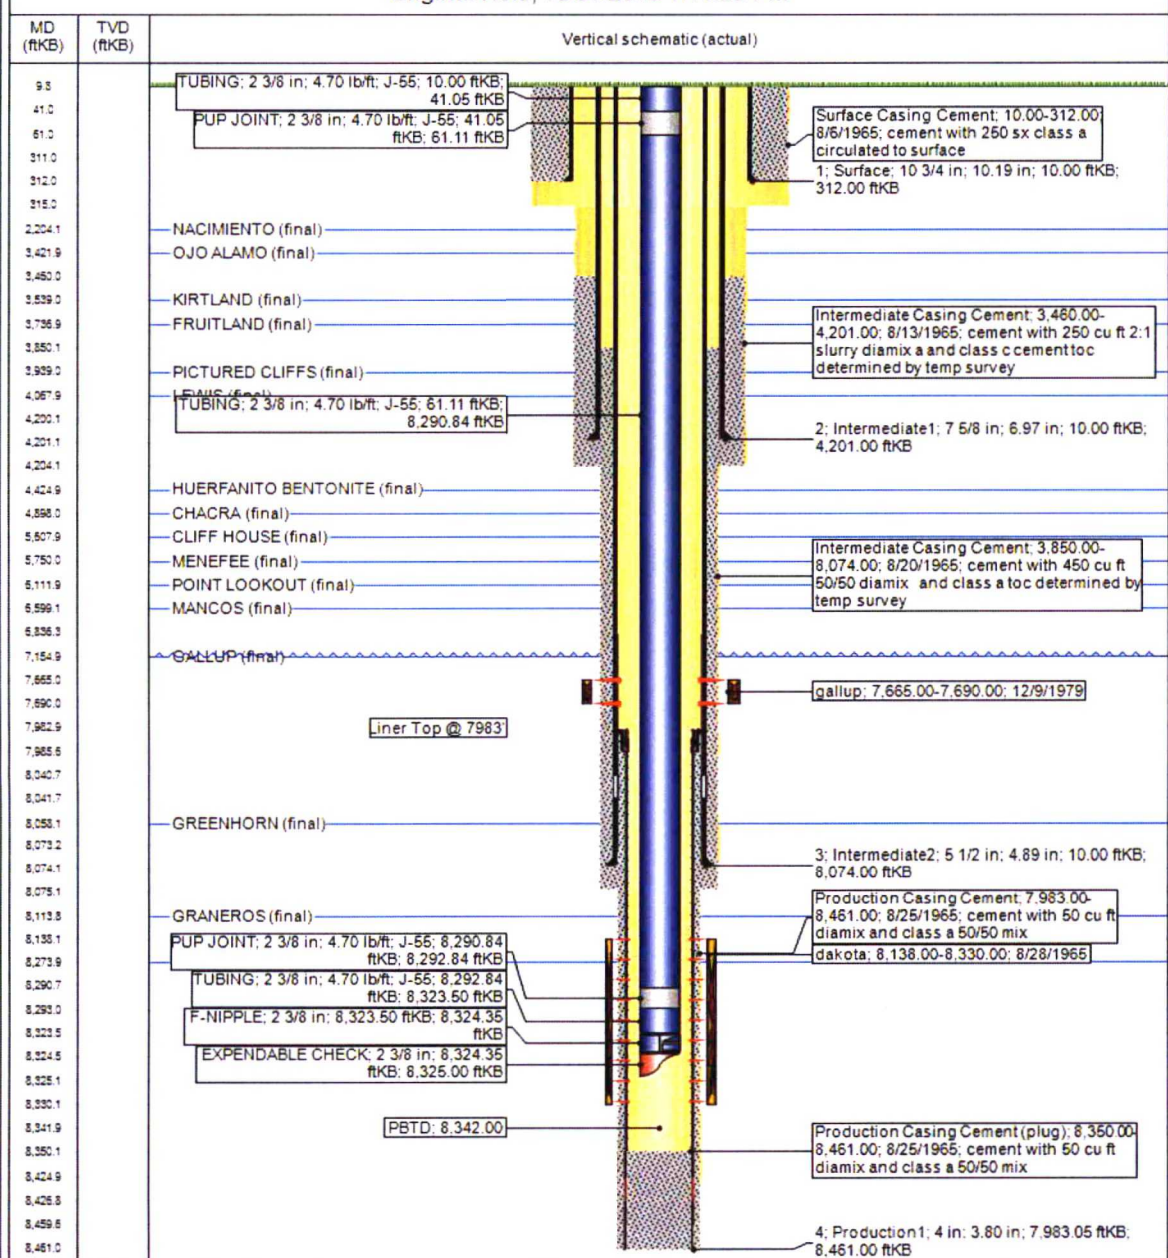 MD
(ftKB)
TVD
(ftKB)
Vertical schematic (actual)
9.8
41.0
61.0
311.0
312.0
315.0
2,204.1
3,421.9
3,460.0
3,539.0
3,736.9
3,850.1
3,939.0
4,067.9
4,200.1
4,201.1
4,204.1
4,424.9
4,898.0
5,607.9
5,750.0
6,111.9
6,599.1
6,836.3
7,154.9
7,665.0
7,690.0
7,982.9
7,985.6
8,040.7
8,041.7
8,058.1
8,073.2
8,074.1
8,075.1
8,113.8
8,138.1
8,273.9
8,290.7
8,293.0
8,323.5
8,324.5
8,325.1
8,330.1
8,341.9
8,350.1
8,424.9
8,426.8
8,459.6
8,461.0
TUBING; 2 3/8 in; 4.70 lb/ft; J-55; 10.00 ftKB;
41.05 ftKB
PUP JOINT; 2 3/8 in; 4.70 lb/ft; J-55; 41.05
ftKB; 61.11 ftKB
Surface Casing Cement; 10.00-312.00;
8/6/1965; cement with 250 sx class a
circulated to surface
1; Surface; 10 3/4 in; 10.19 in; 10.00 ftKB;
312.00 ftKB
NACIMIENTO (final)
OJO ALAMO (final)
KIRTLAND (final)
FRUITLAND (final)
Intermediate Casing Cement; 3,460.00-
4,201.00; 8/13/1965; cement with 250 cu ft 2:1
slurry diamix a and class c cement toc
determined by temp survey
PICTURED CLIFFS (final)
LEWIS (final)
TUBING; 2 3/8 in; 4.70 lb/ft; J-55; 61.11 ftKB;
8,290.84 ftKB
2; Intermediate1; 7 5/8 in; 6.97 in; 10.00 ftKB;
4,201.00 ftKB
HUERFANITO BENTONITE (final)
CHACRA (final)
CLIFF HOUSE (final)
MENEFEE (final)
POINT LOOKOUT (final)
MANCOS (final)
Intermediate Casing Cement; 3,850.00-
8,074.00; 8/20/1965; cement with 450 cu ft
50/50 diamix and class a toc determined by
temp survey
GALLUP (final)
gallup; 7,665.00-7,690.00; 12/9/1979
Liner Top @ 7983'
GREENHORN (final)
3; Intermediate2; 5 1/2 in; 4.89 in; 10.00 ftKB;
8,074.00 ftKB
Production Casing Cement; 7,983.00-
8,461.00; 8/25/1965; cement with 50 cu ft
diamix and class a 50/50 mix
GRANEROS (final)
dakota; 8,138.00-8,330.00; 8/28/1965
PUP JOINT; 2 3/8 in; 4.70 lb/ft; J-55; 8,290.84
ftKB; 8,292.84 ftKB
TUBING; 2 3/8 in; 4.70 lb/ft; J-55; 8,292.84
ftKB; 8,323.50 ftKB
F-NIPPLE; 2 3/8 in; 8,323.50 ftKB; 8,324.35
ftKB
EXPENDABLE CHECK; 2 3/8 in; 8,324.35
ftKB; 8,325.00 ftKB
PBTD; 8,342.00
Production Casing Cement (plug); 8,350.00-
8,461.00; 8/25/1965; cement with 50 cu ft
diamix and class a 50/50 mix
4; Production1; 4 in; 3.80 in; 7,983.05 ftKB;
8,461.00 ftKB